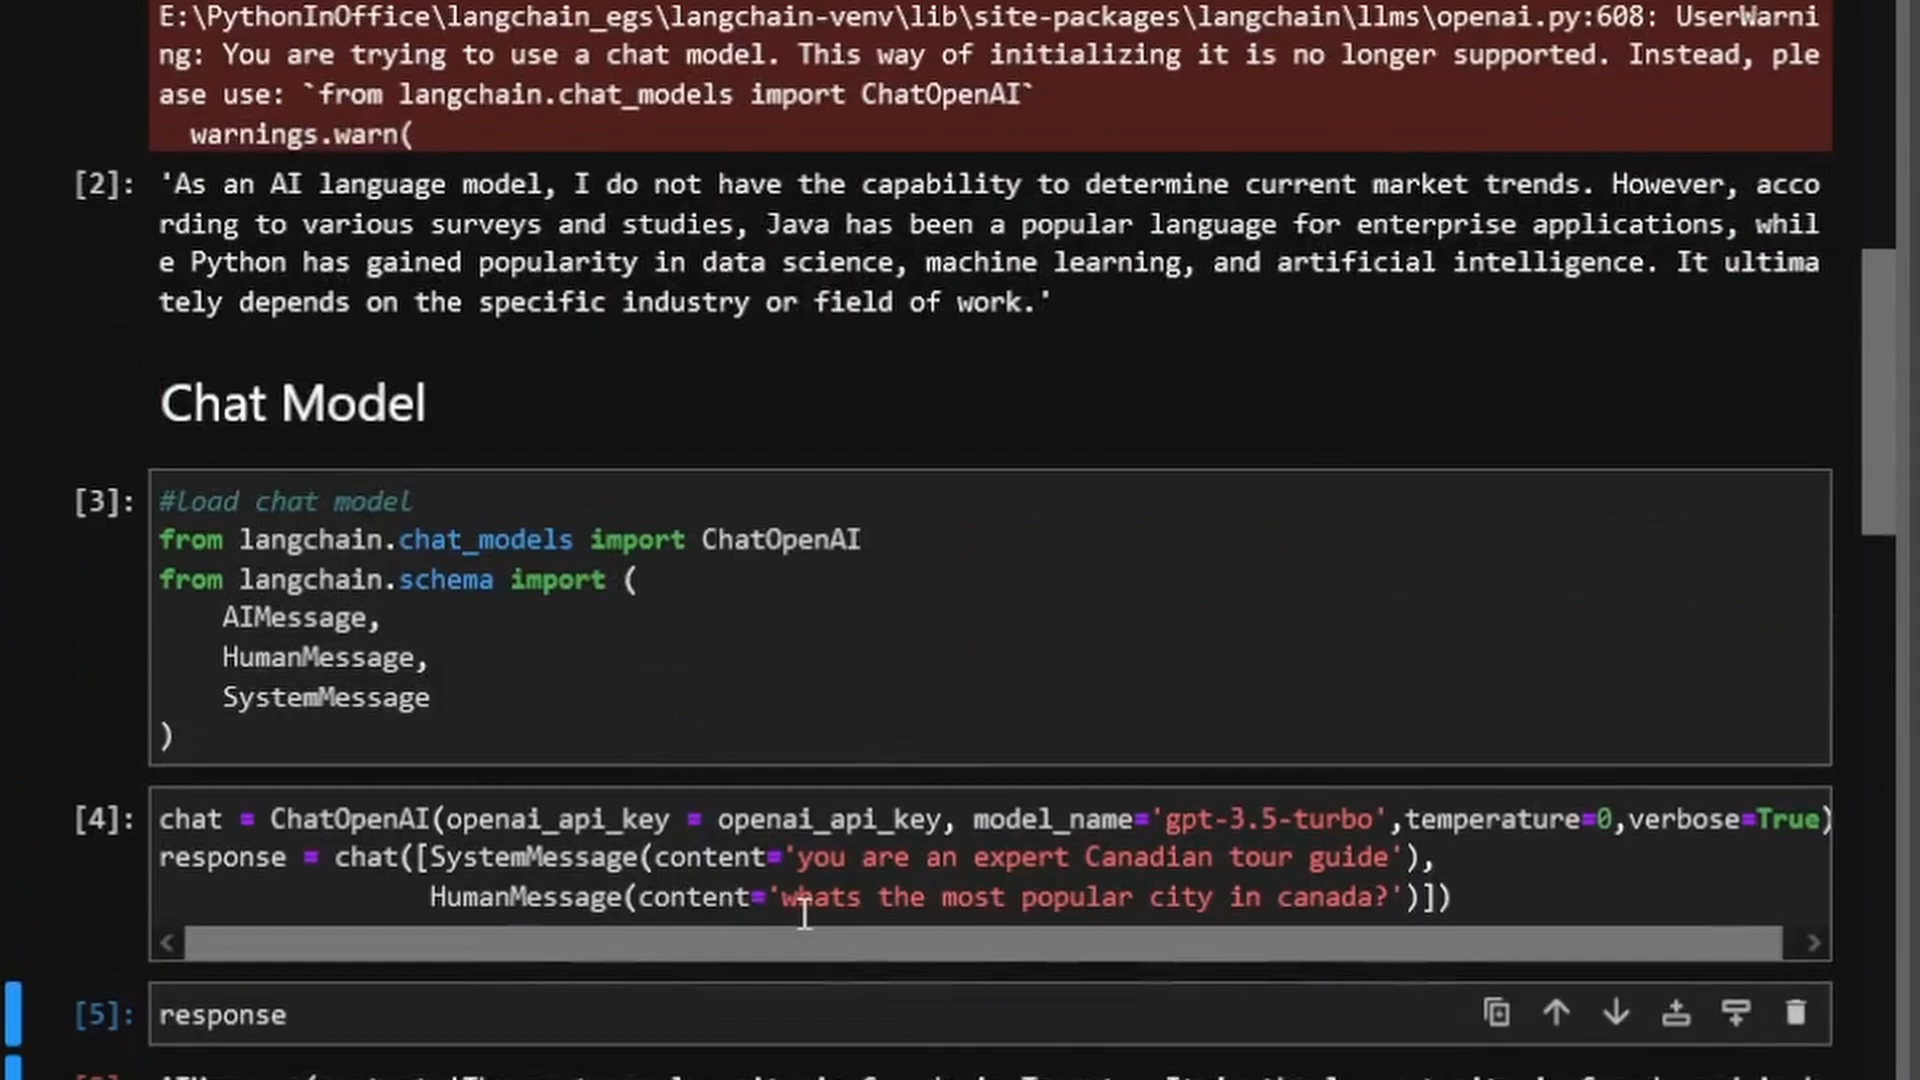 E:\PythonInOffice\langchain_egs\langchain-venv\lib\site-packages\langchain\llms\openai.py:608: UserWarni
ng: You are trying to use a chat model. This way of initializing it is no longer supported. Instead, ple
ase use: `from langchain.chat_models import ChatOpenAI`
  warnings.warn(
[2]: 'As an AI language model, I do not have the capability to determine current market trends. However, acco
rding to various surveys and studies, Java has been a popular language for enterprise applications, whil
e Python has gained popularity in data science, machine learning, and artificial intelligence. It ultima
tely depends on the specific industry or field of work.'
Chat Model
[3]: #Load chat model
from langchain.chat_models import ChatOpenAI
from langchain.schema import (
    AIMessage,
    HumanMessage,
    SystemMessage
)
[4]: chat = ChatOpenAI(openai_api_key = openai_api_key, model_name='gpt-3.5-turbo',temperature=0,verbose=True)
response = chat([SystemMessage(content='you are an expert Canadian tour guide'),
                 HumanMessage(content='whats the most popular city in canada?')])
[5]: response